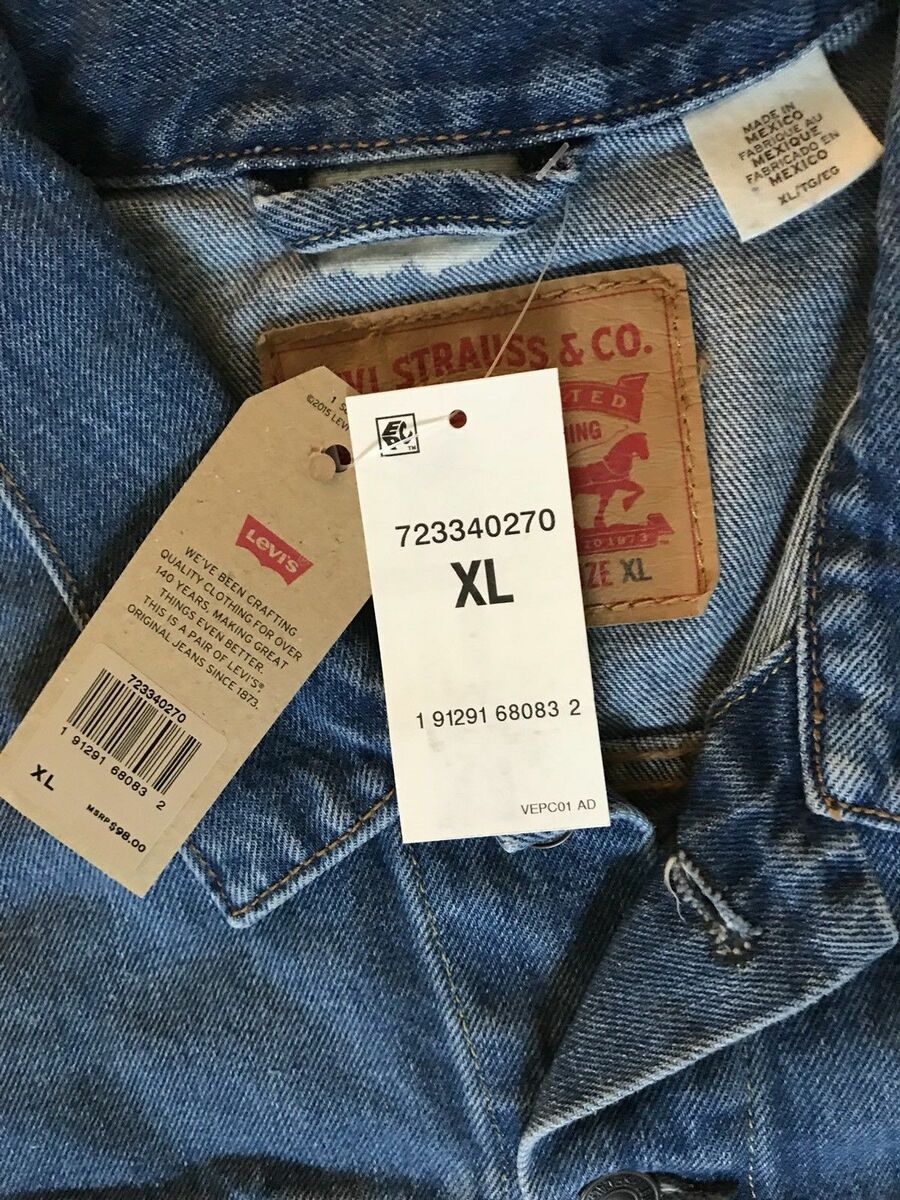 MADE IN
MEXICO
FABRIQUÉ AU
MEXIQUE
FABRICADO EN
MEXICO
XL/TG/EG
STRAUSS & CO.
XL
©2015
Levi's
WE'VE BEEN CRAFTING
QUALITY CLOTHING FOR OVER
140 YEARS, MAKING GREAT
THINGS EVEN BETTER.
THIS IS A PAIR OF LEVI'S®,
ORIGINAL JEANS SINCE 1873.
723340270
1 91291 68083 2
XL
MSRP $98.00
723340270
XL
1 91291 68083 2
VEPC01 AD